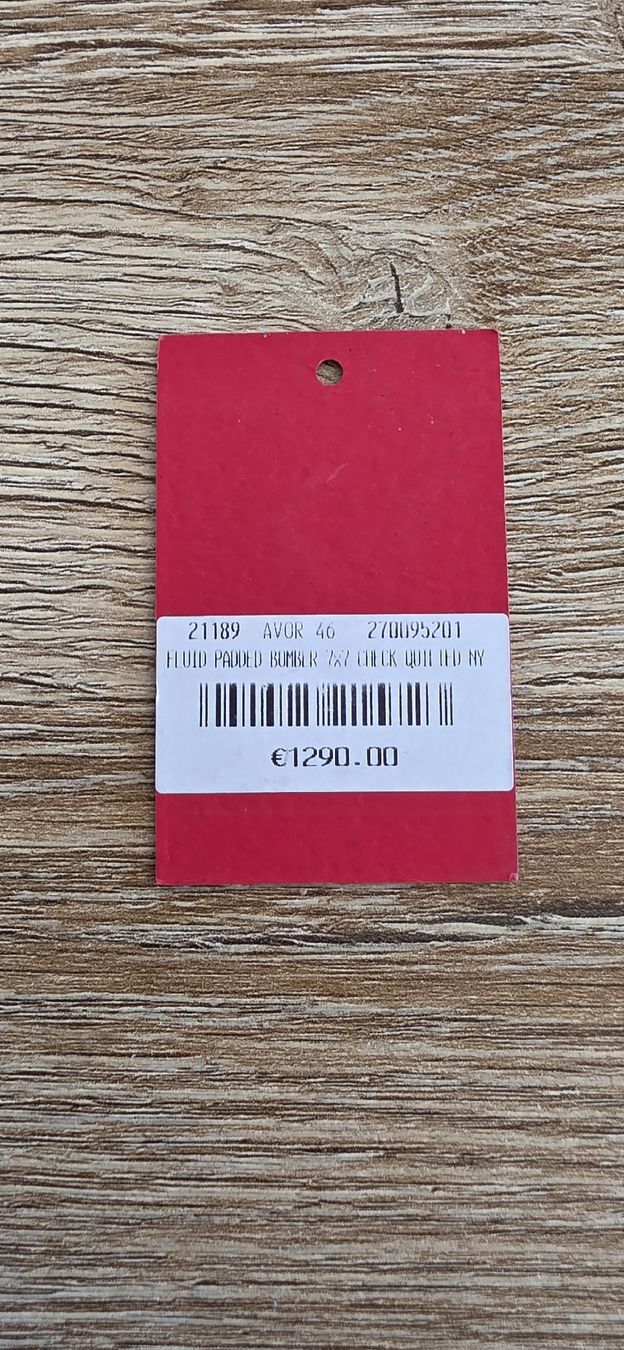 21189 AVOR 46 270095201
FLUID PADDED BOMBER 7x7 CHECK QUILTED NY
€1290.00